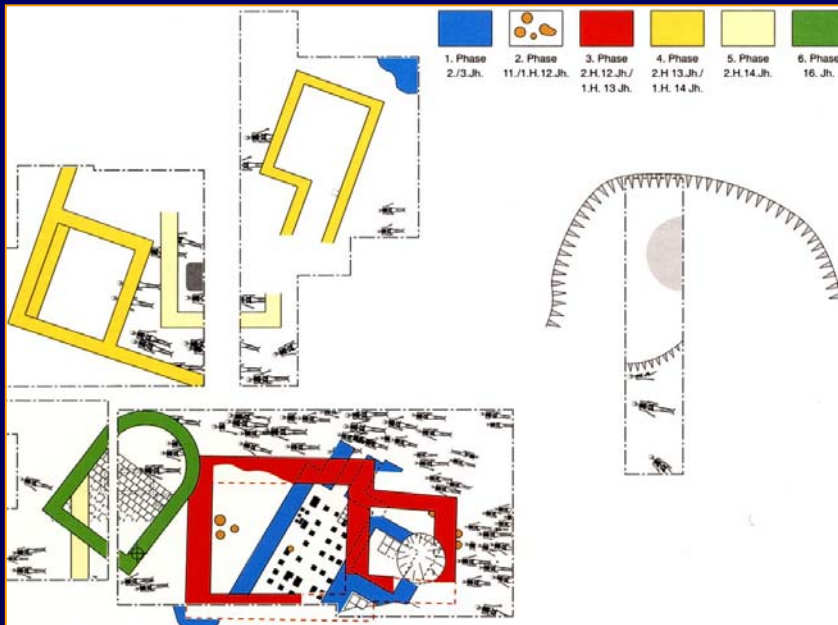 1. Phase
2./3.Jh.
2. Phase
11./1.H.12.Jh.
3. Phase
2.H.12.Jh./
1.H. 13 Jh.
4. Phase
2.H 13.Jh./
1.H. 14 Jh.
5. Phase
2.H.14.Jh.
6. Phase
16. Jh.